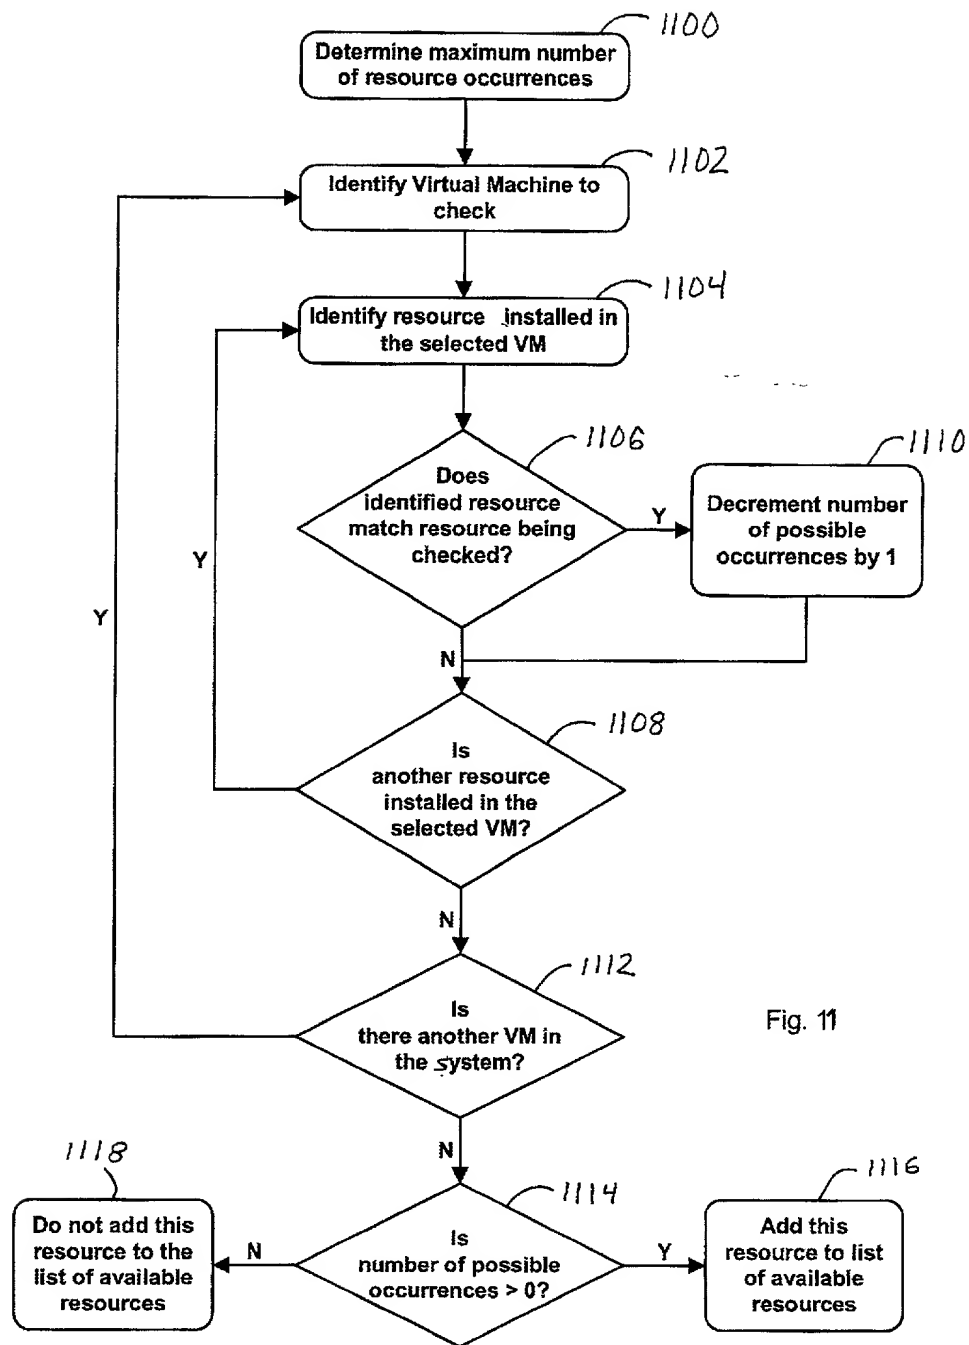 1100
Determine maximum number
of resource occurrences
1102
Identify Virtual Machine to
check
1104
Identify resource installed in
the selected VM
1106
Does
identified resource
match resource being
checked?
Y
1110
Decrement number
of possible
occurrences by 1
Y
Y
N
1108
Is
another resource
installed in the
selected VM?
N
1112
Is
there another VM in
the system?
Fig. 11
N
1118
Do not add this
resource to the
list of available
resources
N
1114
Is
number of possible
occurrences > 0?
Y
1116
Add this
resource to list
of available
resources